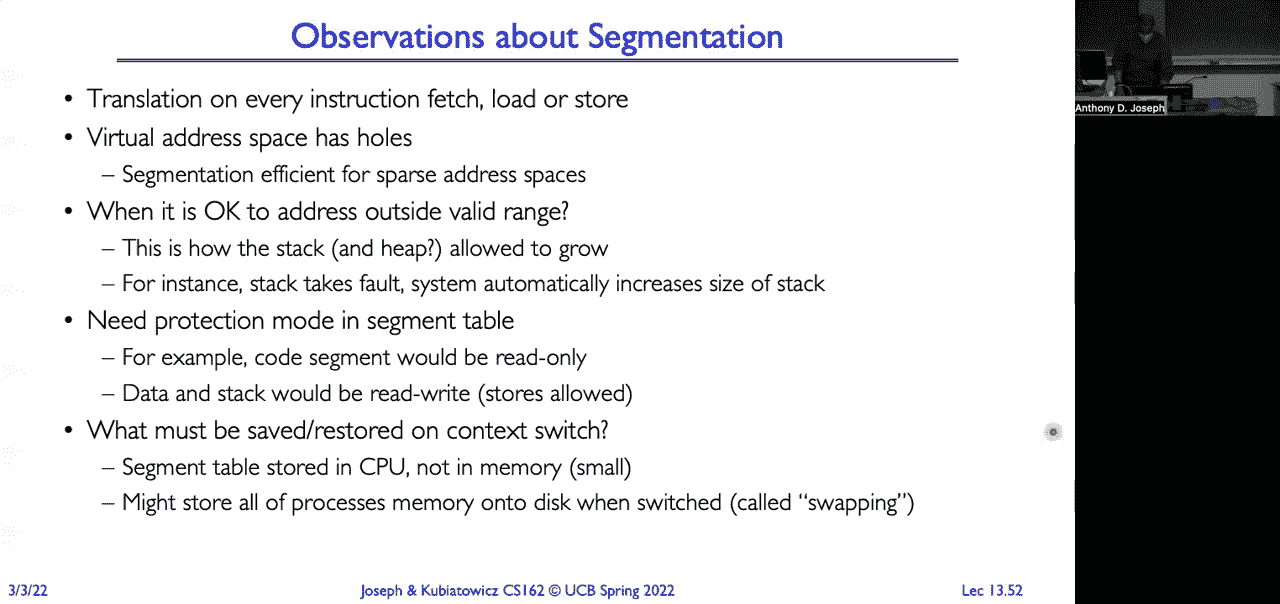 Observations about Segmentation
• Translation on every instruction fetch, load or store
• Virtual address space has holes
– Segmentation efficient for sparse address spaces
• When it is OK to address outside valid range?
– This is how the stack (and heap?) allowed to grow
– For instance, stack takes fault, system automatically increases size of stack
• Need protection mode in segment table
– For example, code segment would be read-only
– Data and stack would be read-write (stores allowed)
• What must be saved/restored on context switch?
– Segment table stored in CPU, not in memory (small)
– Might store all of processes memory onto disk when switched (called “swapping”)
3/3/22
Joseph & Kubiatowicz CS162 © UCB Spring 2022
Lec 13.52
Anthony D. Joseph